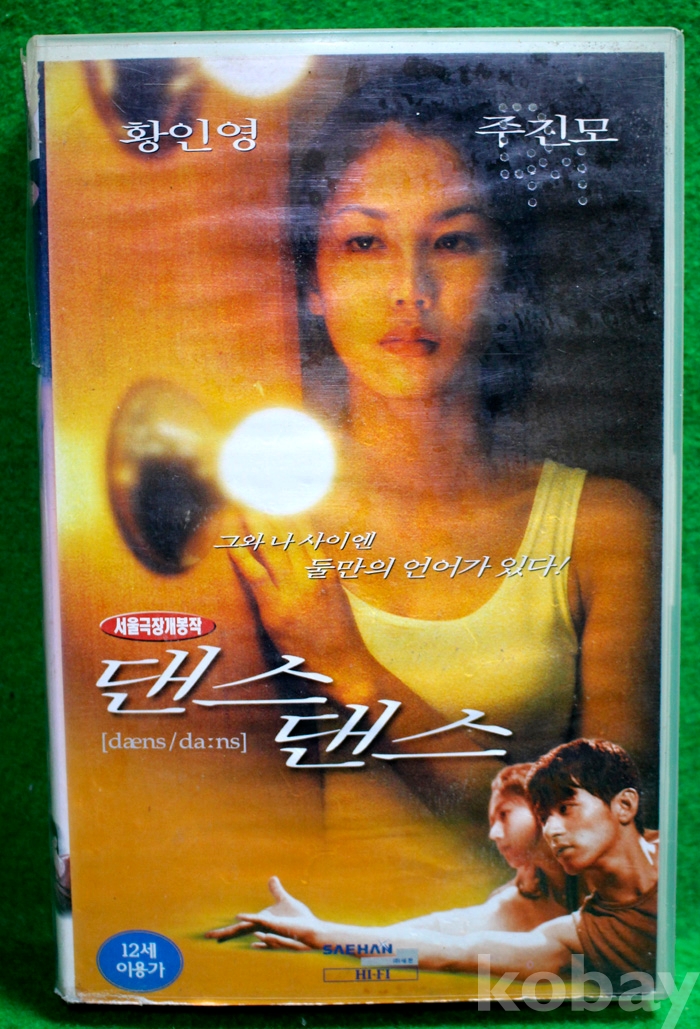 황인영
주진모
그와 나 사이엔
둘만의 언어가 있다!
서울극장개봉작
댄스
댄스
[dæns/da:ns]
12세
이용가
SAEHAN
HI-FI
kobay